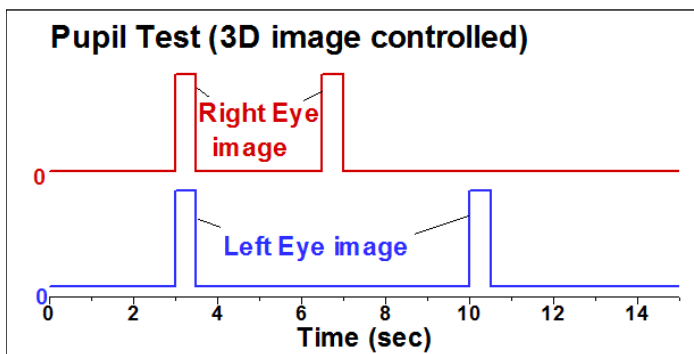 Pupil Test (3D image controlled)
Right Eye
image
0
Left Eye image
0
0 2 4 6 8 10 12 14
Time (sec)